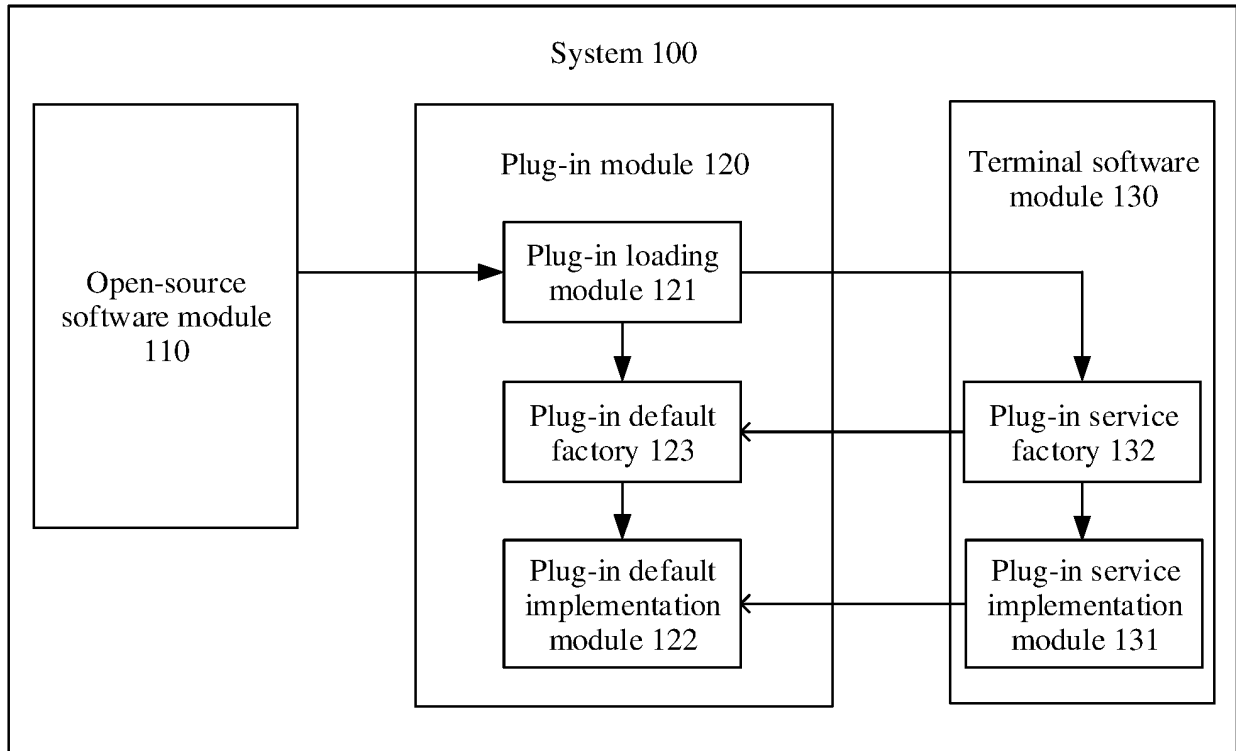 System 100
Open-source
software module
110
Plug-in module 120
Plug-in loading
module 121
Plug-in default
factory 123
Plug-in default
implementation
module 122
Terminal software
module 130
Plug-in service
factory 132
Plug-in service
implementation
module 131